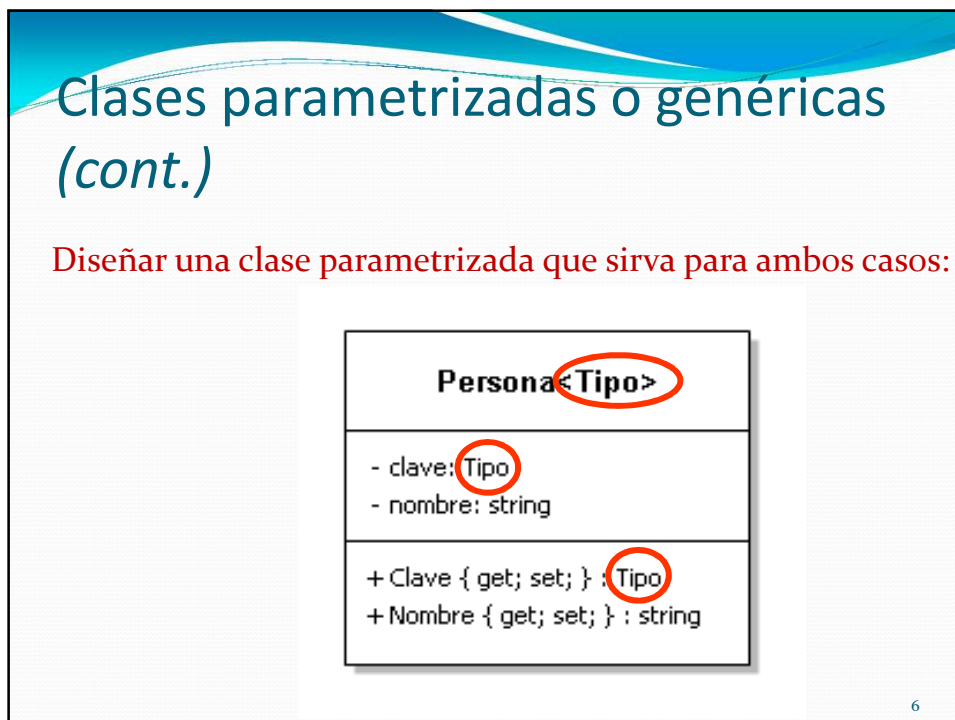 Clases parametrizadas o genéricas
(cont.)
Diseñar una clase parametrizada que sirva para ambos casos:
Persona<Tipo>
- clave: Tipo
- nombre: string
+ Clave { get; set; } : Tipo
+ Nombre { get; set; } : string
6